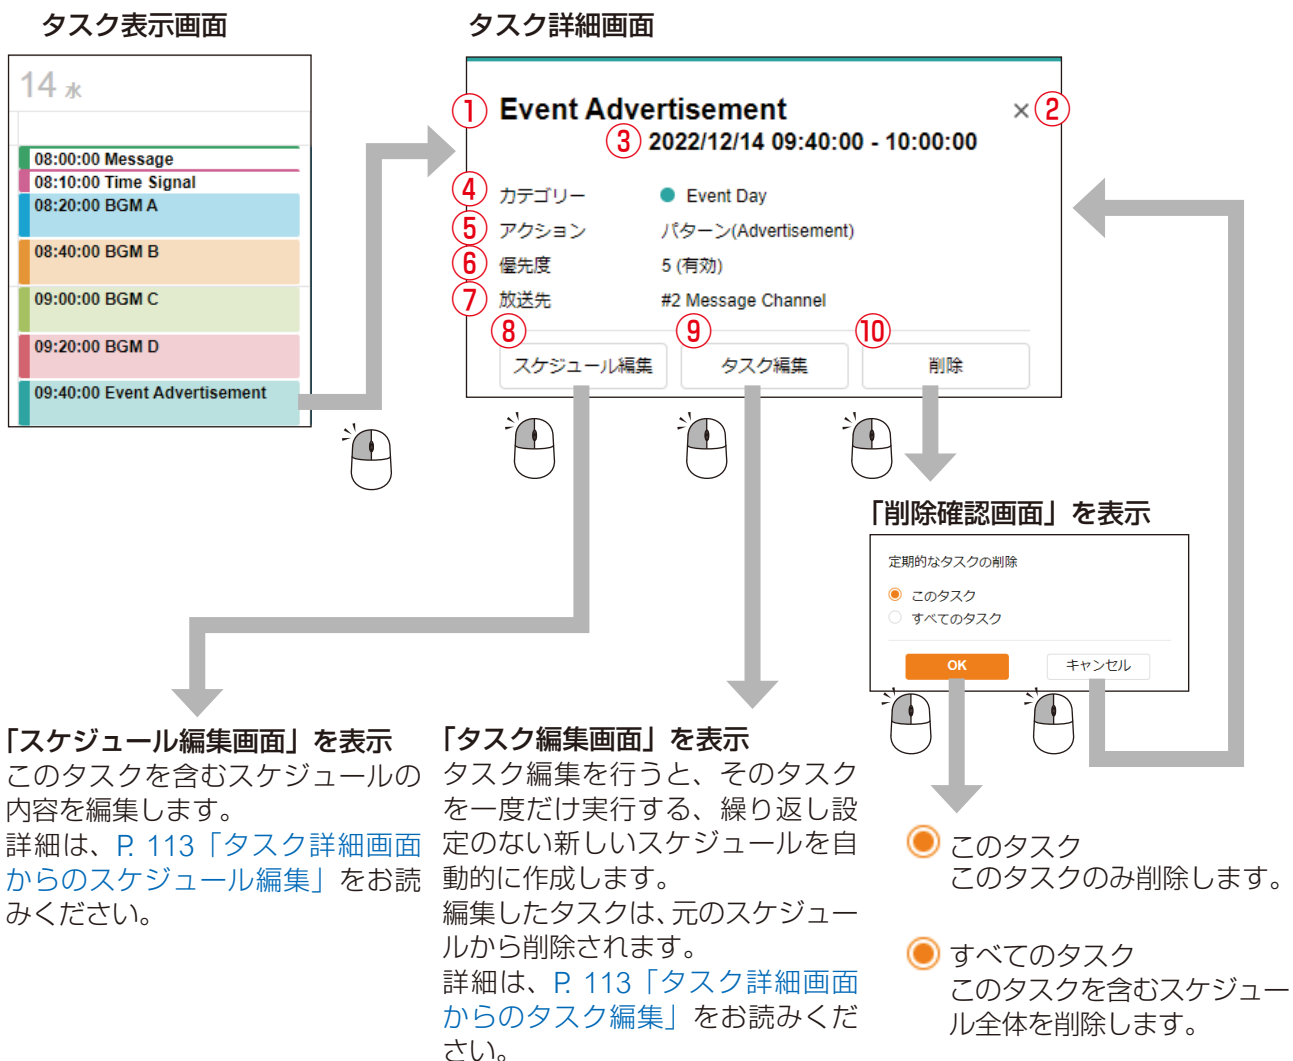 タスク表示画面
14 水
08:00:00 Message
08:10:00 Time Signal
08:20:00 BGM A
08:40:00 BGM B
09:00:00 BGM C
09:20:00 BGM D
09:40:00 Event Advertisement
タスク詳細画面
① Event Advertisement × ②
③ 2022/12/14 09:40:00 - 10:00:00
④ カテゴリー Event Day
⑤ アクション パターン(Advertisement)
⑥ 優先度 5 (有効)
⑦ 放送先 #2 Message Channel
⑧ ⑨ ⑩
スケジュール編集 タスク編集 削除
「削除確認画面」を表示
定期的なタスクの削除
このタスク
すべてのタスク
OK キャンセル
「スケジュール編集画面」を表示
このタスクを含むスケジュールの
内容を編集します。
詳細は、P. 113「タスク詳細画面
からのスケジュール編集」をお読
みください。
「タスク編集画面」を表示
タスク編集を行うと、そのタスク
を一度だけ実行する、繰り返し設
定のない新しいスケジュールを自
動的に作成します。
編集したタスクは、元のスケジュー
ルから削除されます。
詳細は、P. 113「タスク詳細画面
からのタスク編集」をお読みくだ
さい。
このタスク
このタスクのみ削除します。
すべてのタスク
このタスクを含むスケジュー
ル全体を削除します。